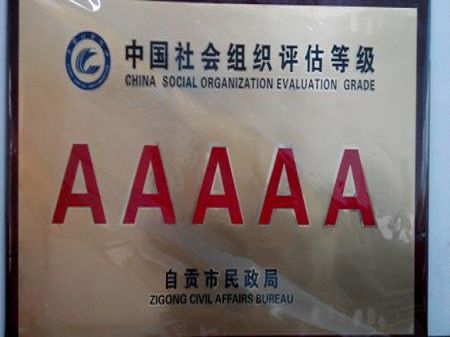 中国社会组织评估等级
CHINA SOCIAL ORGANIZATION EVALUATION GRADE
AAAAA
自贡市民政局
ZIGONG CIVIL AFFAIRS BUREAU